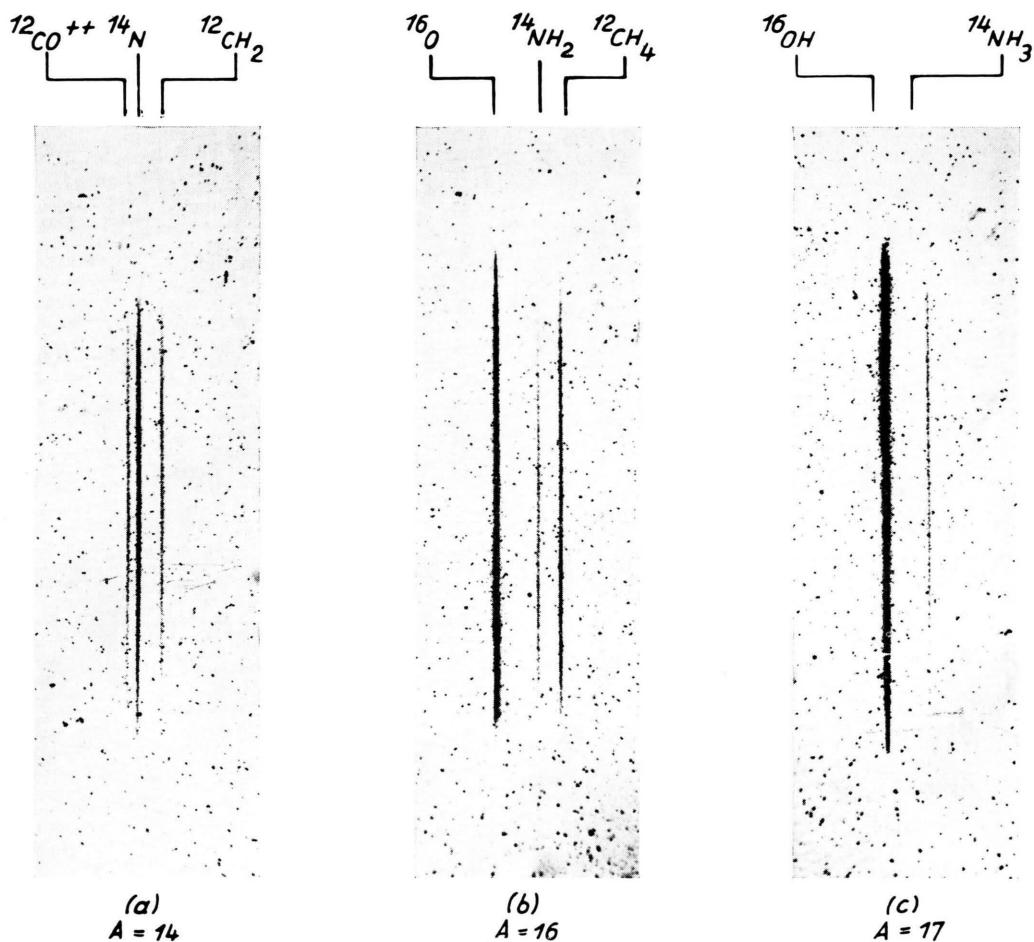 ¹²CO⁺⁺ ¹⁴N ¹²CH₂
¹⁶O ¹⁴NH₂ ¹²CH₄
¹⁶OH ¹⁴NH₃
(a)
A = 14
(b)
A = 16
(c)
A = 17